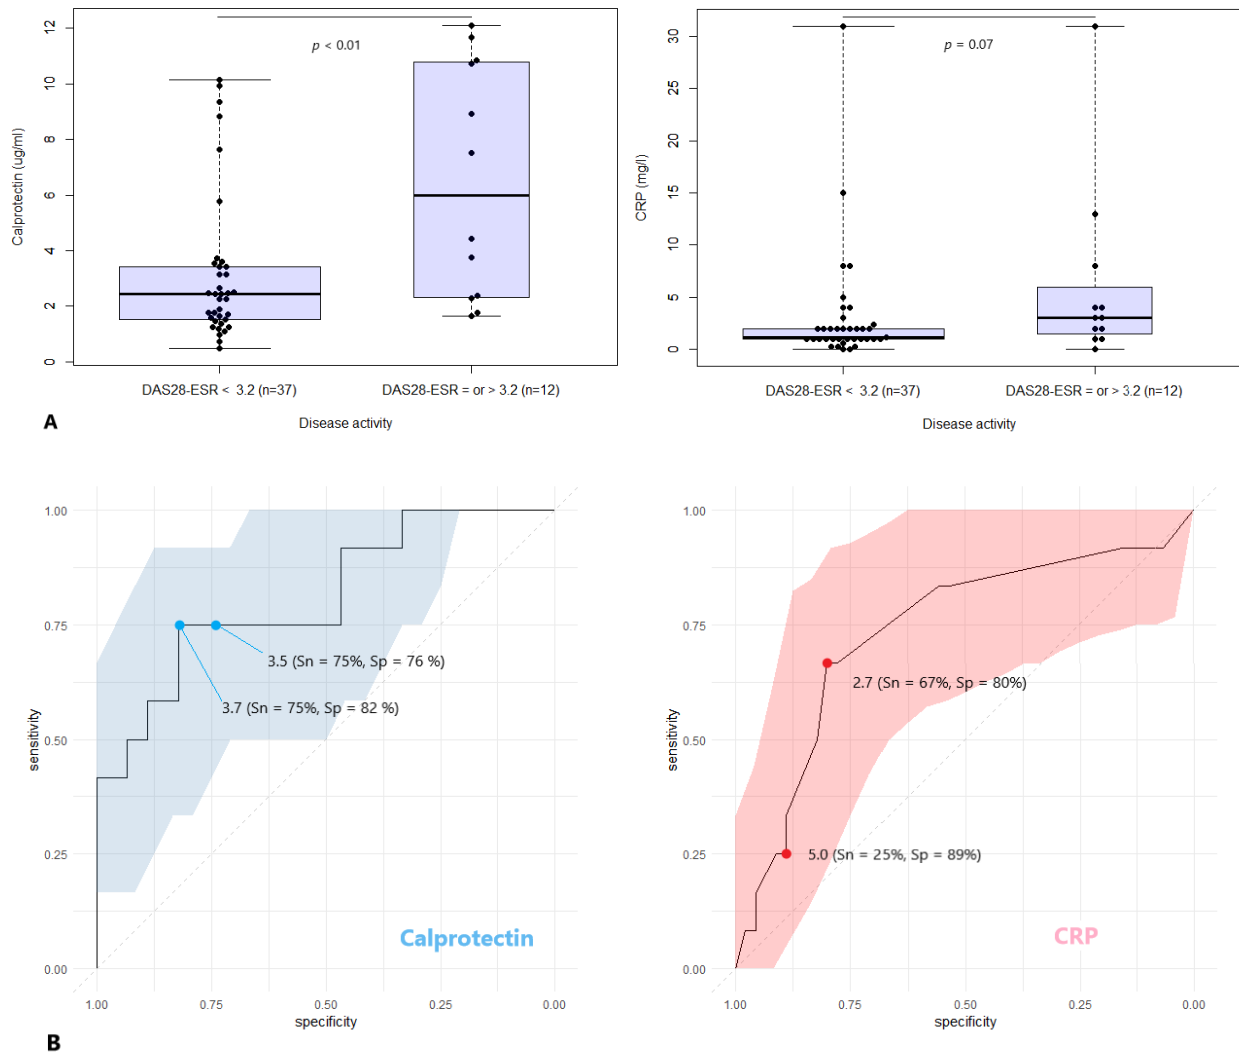 Calprotectin (ug/ml)
12
10
8
6
4
2
0
p < 0.01
DAS28-ESR < 3.2 (n=37)
DAS28-ESR = or > 3.2 (n=12)
Disease activity
A
CRP (mg/l)
30
25
20
15
10
5
0
p = 0.07
DAS28-ESR < 3.2 (n=37)
DAS28-ESR = or > 3.2 (n=12)
Disease activity
sensitivity
1.00
0.75
0.50
0.25
0.00
3.5 (Sn = 75%, Sp = 76 %)
3.7 (Sn = 75%, Sp = 82 %)
Calprotectin
1.00
0.75
0.50
0.25
0.00
specificity
B
sensitivity
1.00
0.75
0.50
0.25
0.00
2.7 (Sn = 67%, Sp = 80%)
5.0 (Sn = 25%, Sp = 89%)
CRP
1.00
0.75
0.50
0.25
0.00
specificity